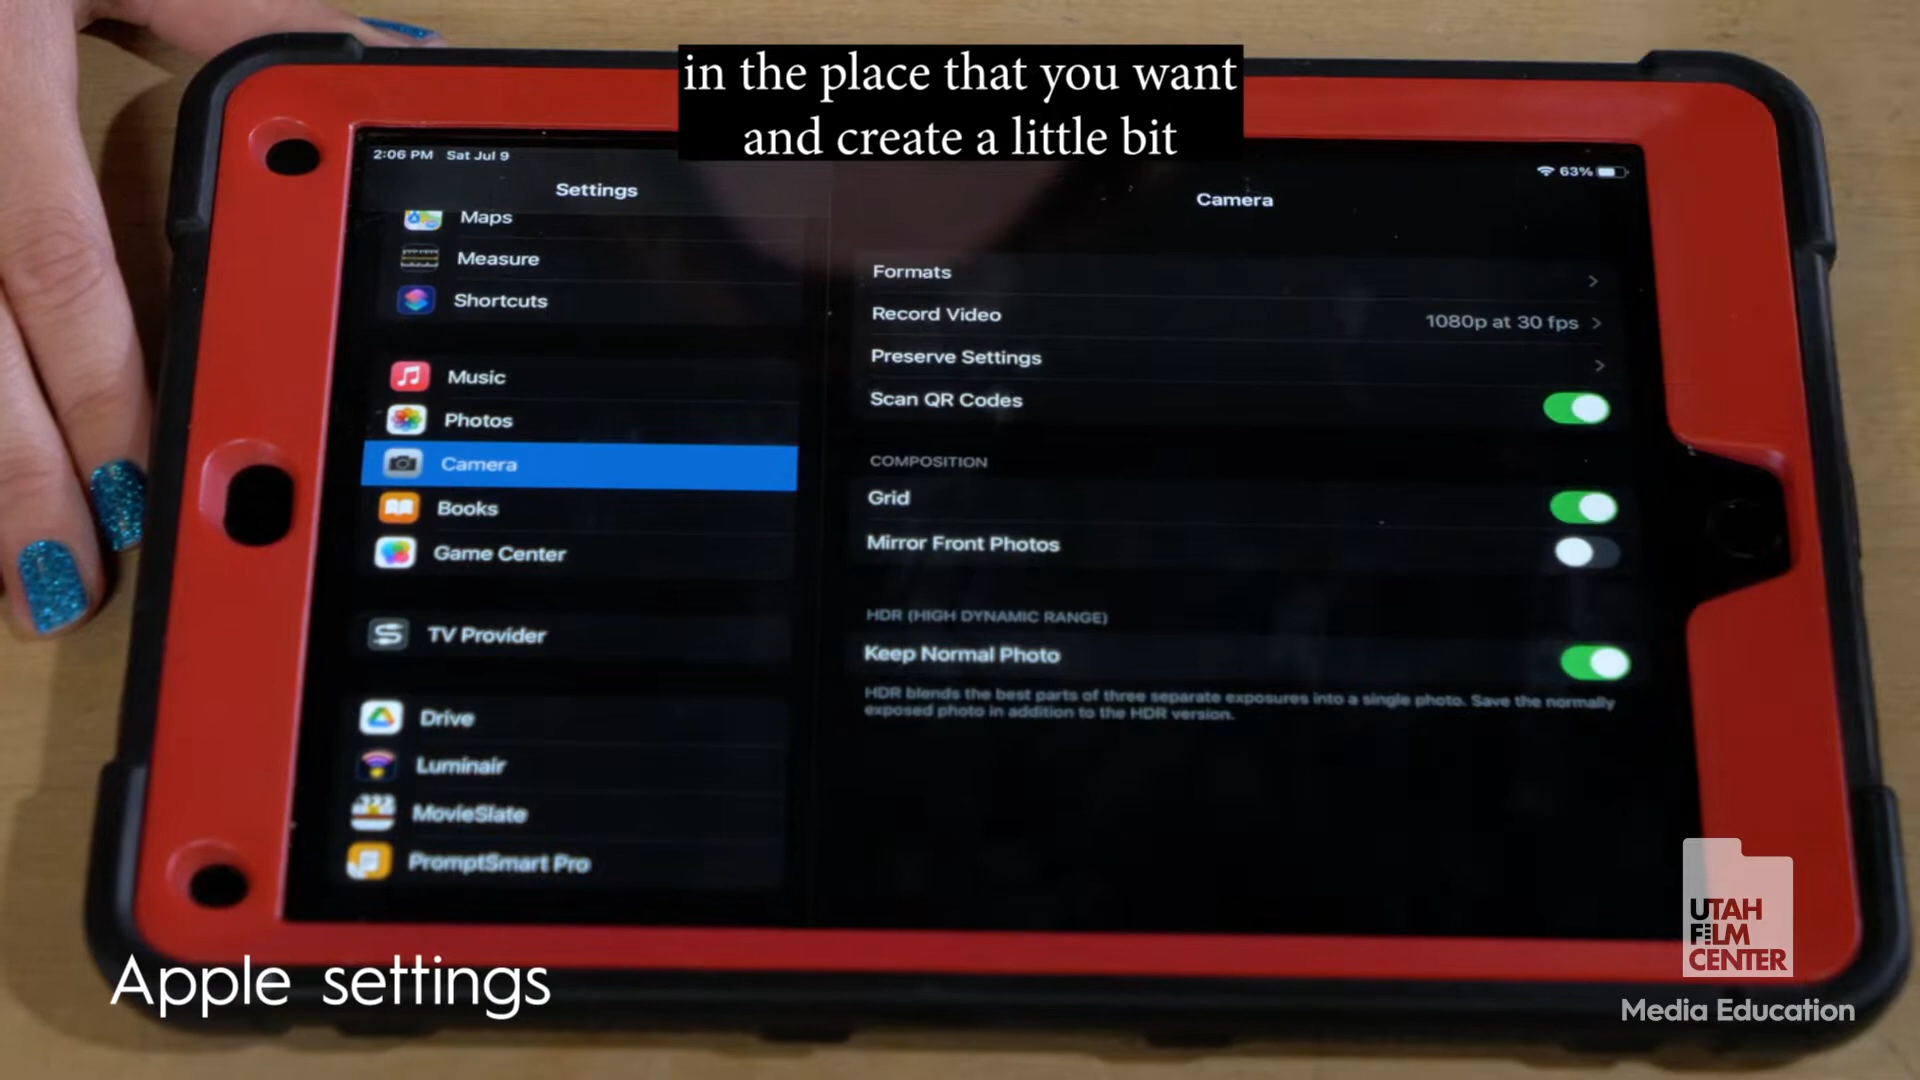 in the place that you want
and create a little bit
2:06 PM Sat Jul 9
63%
Settings
Maps
Measure
Shortcuts
Music
Photos
Camera
Books
Game Center
TV Provider
Drive
Luminair
MovieSlate
PromptSmart Pro
Camera
Formats
Record Video 1080p at 30 fps
Preserve Settings
Scan QR Codes
COMPOSITION
Grid
Mirror Front Photos
HDR (HIGH DYNAMIC RANGE)
Keep Normal Photo
HDR blends the best parts of three separate exposures into a single photo. Save the normally
exposed photo in addition to the HDR version.
Apple settings
UTAH
FILM
CENTER
Media Education